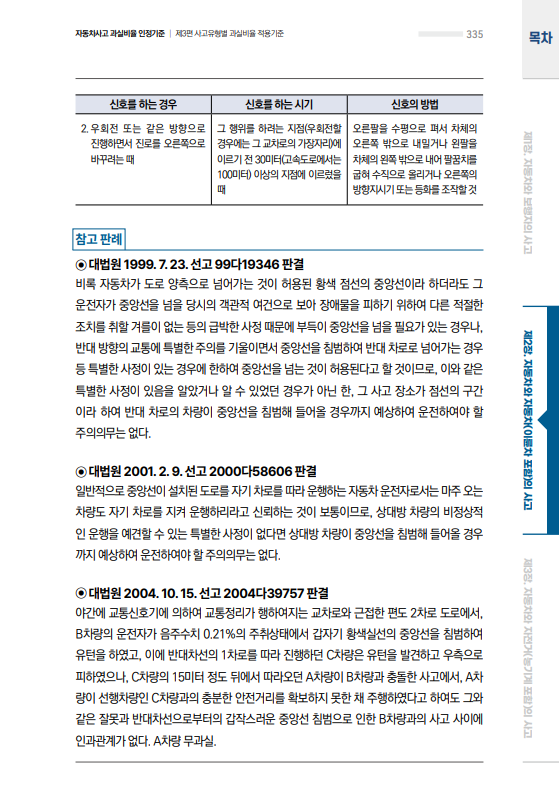 자동차사고 과실비율 인정기준 | 제3편 사고유형별 과실비율 적용기준
335
목차
신호를 하는 경우
신호를 하는 시기
신호의 방법
2. 우회전 또는 같은 방향으로
진행하면서 진로를 오른쪽으로
바꾸려는 때
그 행위를 하려는 지점(우회전할
경우에는 그 교차로의 가장자리)에
이르기 전 30미터(고속도로에서는
100미터) 이상의 지점에 이르렀을
때
오른팔을 수평으로 펴서 차체의
오른쪽 밖으로 내밀거나 왼팔을
차체의 왼쪽 밖으로 내어 팔꿈치를
굽혀 수직으로 올리거나 오른쪽의
방향지시기 또는 등화를 조작할 것
참고 판례
◉ 대법원 1999. 7. 23. 선고 99다19346 판결
비록 자동차가 도로 양측으로 넘어가는 것이 허용된 황색 점선의 중앙선이라 하더라도 그
운전자가 중앙선을 넘을 당시의 객관적 여건으로 보아 장애물을 피하기 위하여 다른 적절한
조치를 취할 겨를이 없는 등의 급박한 사정 때문에 부득이 중앙선을 넘을 필요가 있는 경우나,
반대 방향의 교통에 특별한 주의를 기울이면서 중앙선을 침범하여 반대 차로로 넘어가는 경우
등 특별한 사정이 있는 경우에 한하여 중앙선을 넘는 것이 허용된다고 할 것이므로, 이와 같은
특별한 사정이 있음을 알았거나 알 수 있었던 경우가 아닌 한, 그 사고 장소가 점선의 구간
이라 하여 반대 차로의 차량이 중앙선을 침범해 들어올 경우까지 예상하여 운전하여야 할
주의의무는 없다.
◉ 대법원 2001. 2. 9. 선고 2000다58606 판결
일반적으로 중앙선이 설치된 도로를 자기 차로를 따라 운행하는 자동차 운전자로서는 마주 오는
차량도 자기 차로를 지켜 운행하리라고 신뢰하는 것이 보통이므로, 상대방 차량의 비정상적
인 운행을 예견할 수 있는 특별한 사정이 없다면 상대방 차량이 중앙선을 침범해 들어올 경우
까지 예상하여 운전하여야 할 주의의무는 없다.
◉ 대법원 2004. 10. 15. 선고 2004다39757 판결
야간에 교통신호기에 의하여 교통정리가 행하여지는 교차로와 근접한 편도 2차로 도로에서,
B차량의 운전자가 음주수치 0.21%의 주취상태에서 갑자기 황색실선의 중앙선을 침범하여
유턴을 하였고, 이에 반대차선의 1차로를 따라 진행하던 C차량은 유턴을 발견하고 우측으로
피하였으나, C차량의 15미터 정도 뒤에서 따라오던 A차량이 B차량과 충돌한 사고에서, A차
량이 선행차량인 C차량과의 충분한 안전거리를 확보하지 못한 채 주행하였다고 하여도 그와
같은 잘못과 반대차선으로부터의 갑작스러운 중앙선 침범으로 인한 B차량과의 사고 사이에
인과관계가 없다. A차량 무과실.
제1장. 자동차와 보행자의 사고
제2장. 자동차와 자동차(이륜차 포함)의 사고
제3장. 자동차와 자전거(농기계 포함)의 사고